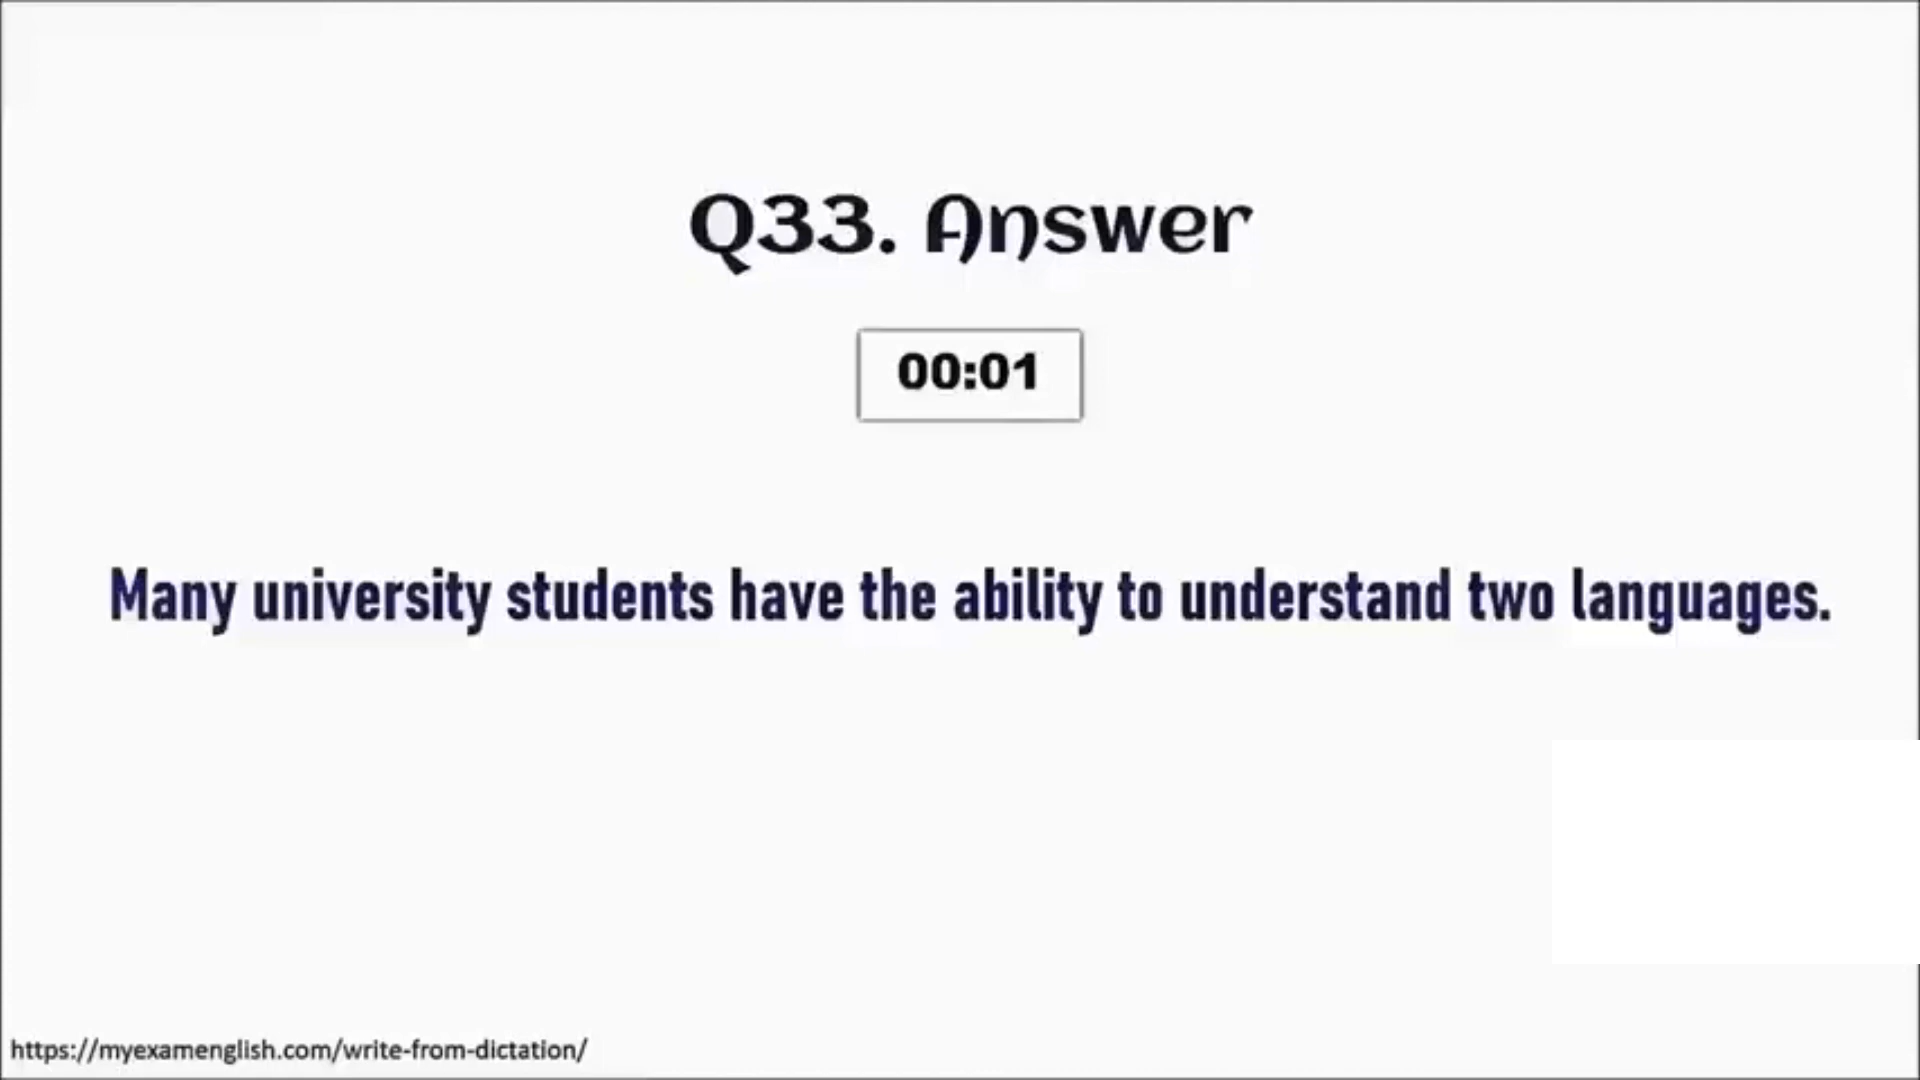 Q33. Answer
00:01
Many university students have the ability to understand two languages.
https://myexamenglish.com/write-from-dictation/